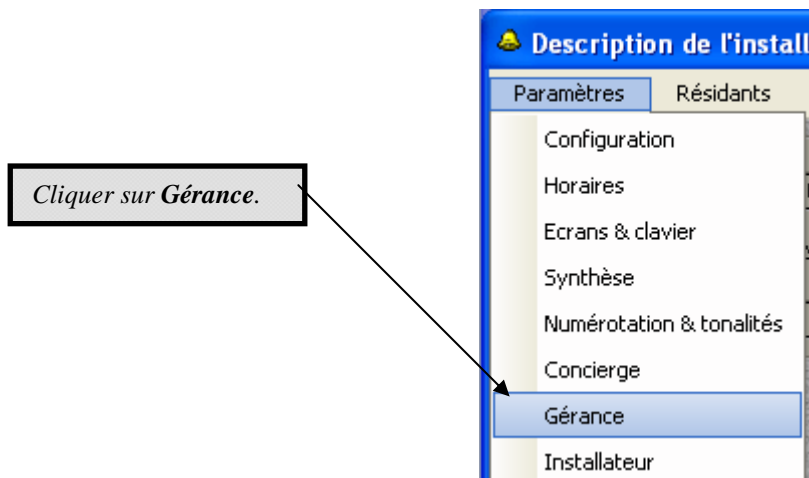 Description de l'install
Paramètres Résidants
Configuration
Horaires
Cliquer sur Gérance.
Ecrans & clavier
Synthèse
Numérotation & tonalités
Concierge
Gérance
Installateur